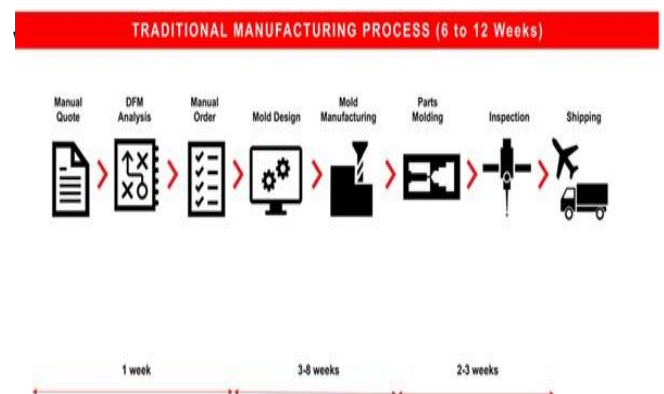 TRADITIONAL MANUFACTURING PROCESS (6 to 12 Weeks)
Manual Quote
DFM Analysis
Manual Order
Mold Design
Mold Manufacturing
Parts Molding
Inspection
Shipping
1 week
3-8 weeks
2-3 weeks